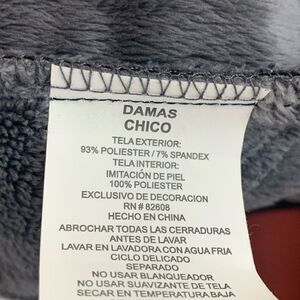 DAMAS
CHICO
TELA EXTERIOR:
93% POLIESTER / 7% SPANDEX
TELA INTERIOR:
IMITACIÓN DE PIEL
100% POLIESTER
EXCLUSIVO DE DECORACION
RN # 82608
HECHO EN CHINA
ABROCHAR TODAS LAS CERRADURAS
ANTES DE LAVAR
LAVAR EN LAVADORA CON AGUA FRIA
CICLO DELICADO
SEPARADO
NO USAR BLANQUEADOR
NO USAR SUAVIZANTE DE TELA
SECAR EN TEMPERATURA BAJA